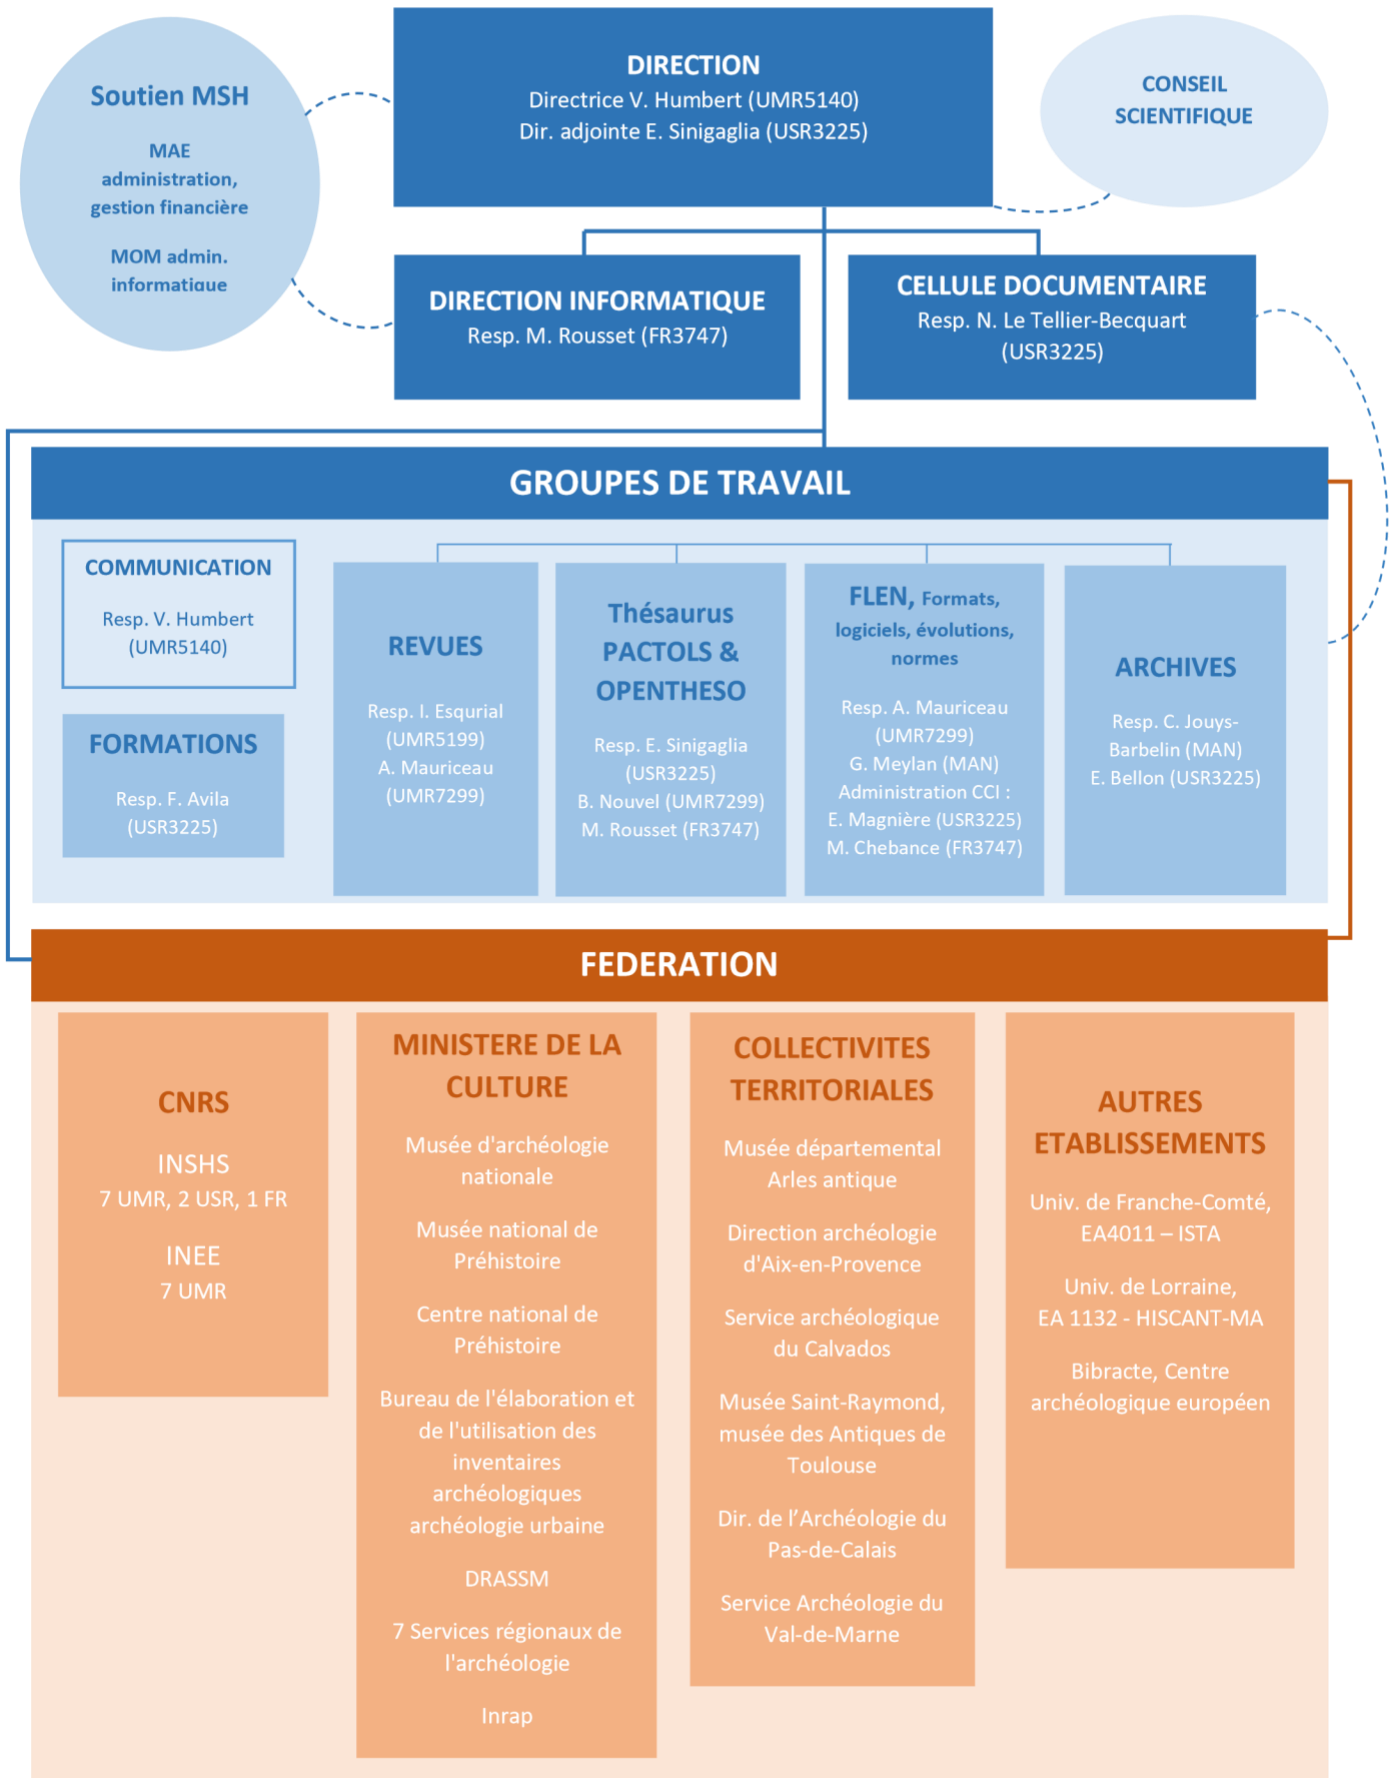 Soutien MSH
MAE
administration,
gestion financière
MOM admin.
informatique
DIRECTION
Directrice V. Humbert (UMR5140)
Dir. adjointe E. Sinigaglia (USR3225)
CONSEIL
SCIENTIFIQUE
DIRECTION INFORMATIQUE
Resp. M. Rousset (FR3747)
CELLULE DOCUMENTAIRE
Resp. N. Le Tellier-Becquart
(USR3225)
GROUPES DE TRAVAIL
COMMUNICATION
Resp. V. Humbert
(UMR5140)
FORMATIONS
Resp. F. Avila
(USR3225)
REVUES
Resp. I. Esqurial
(UMR5199)
A. Mauriceau
(UMR7299)
Thésaurus
PACTOLS &
OPENTHESO
Resp. E. Sinigaglia
(USR3225)
B. Nouvel (UMR7299)
M. Rousset (FR3747)
FLEN, Formats,
logiciels, évolutions,
normes
Resp. A. Mauriceau
(UMR7299)
G. Meylan (MAN)
Administration CCI :
E. Magnière (USR3225)
M. Chebance (FR3747)
ARCHIVES
Resp. C. Jouys-
Barbelin (MAN)
E. Bellon (USR3225)
FEDERATION
CNRS
INSHS
7 UMR, 2 USR, 1 FR
INEE
7 UMR
MINISTERE DE LA
CULTURE
Musée d'archéologie
nationale
Musée national de
Préhistoire
Centre national de
Préhistoire
Bureau de l'élaboration et
de l'utilisation des
inventaires
archéologiques
archéologie urbaine
DRASSM
7 Services régionaux de
l'archéologie
Inrap
COLLECTIVITES
TERRITORIALES
Musée départemental
Arles antique
Direction archéologie
d'Aix-en-Provence
Service archéologique
du Calvados
Musée Saint-Raymond,
musée des Antiques de
Toulouse
Dir. de l’Archéologie du
Pas-de-Calais
Service Archéologie du
Val-de-Marne
AUTRES
ETABLISSEMENTS
Univ. de Franche-Comté,
EA4011 – ISTA
Univ. de Lorraine,
EA 1132 - HISCANT-MA
Bibracte, Centre
archéologique européen